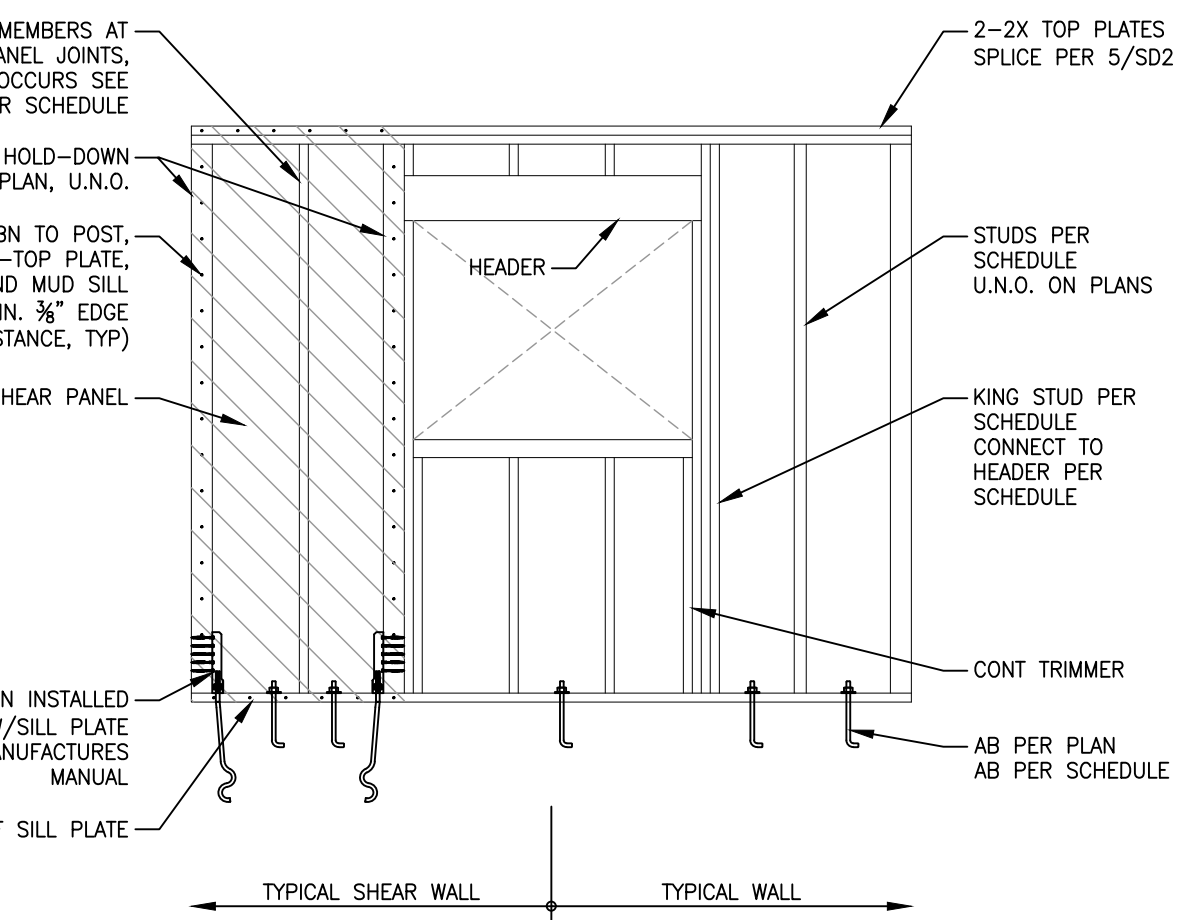 MEMBERS AT
ANEL JOINTS,
OCCURS SEE
R SCHEDULE
HOLD-DOWN
PLAN, U.N.O.
BN TO POST,
-TOP PLATE,
ND MUD SILL
IN. ⅜" EDGE
STANCE, TYP)
HEAR PANEL
N INSTALLED
W/SILL PLATE
ANUFACTURES
MANUAL
F SILL PLATE
HEADER
2-2X TOP PLATES
SPLICE PER 5/SD2
STUDS PER
SCHEDULE
U.N.O. ON PLANS
KING STUD PER
SCHEDULE
CONNECT TO
HEADER PER
SCHEDULE
CONT TRIMMER
AB PER PLAN
AB PER SCHEDULE
TYPICAL SHEAR WALL
TYPICAL WALL